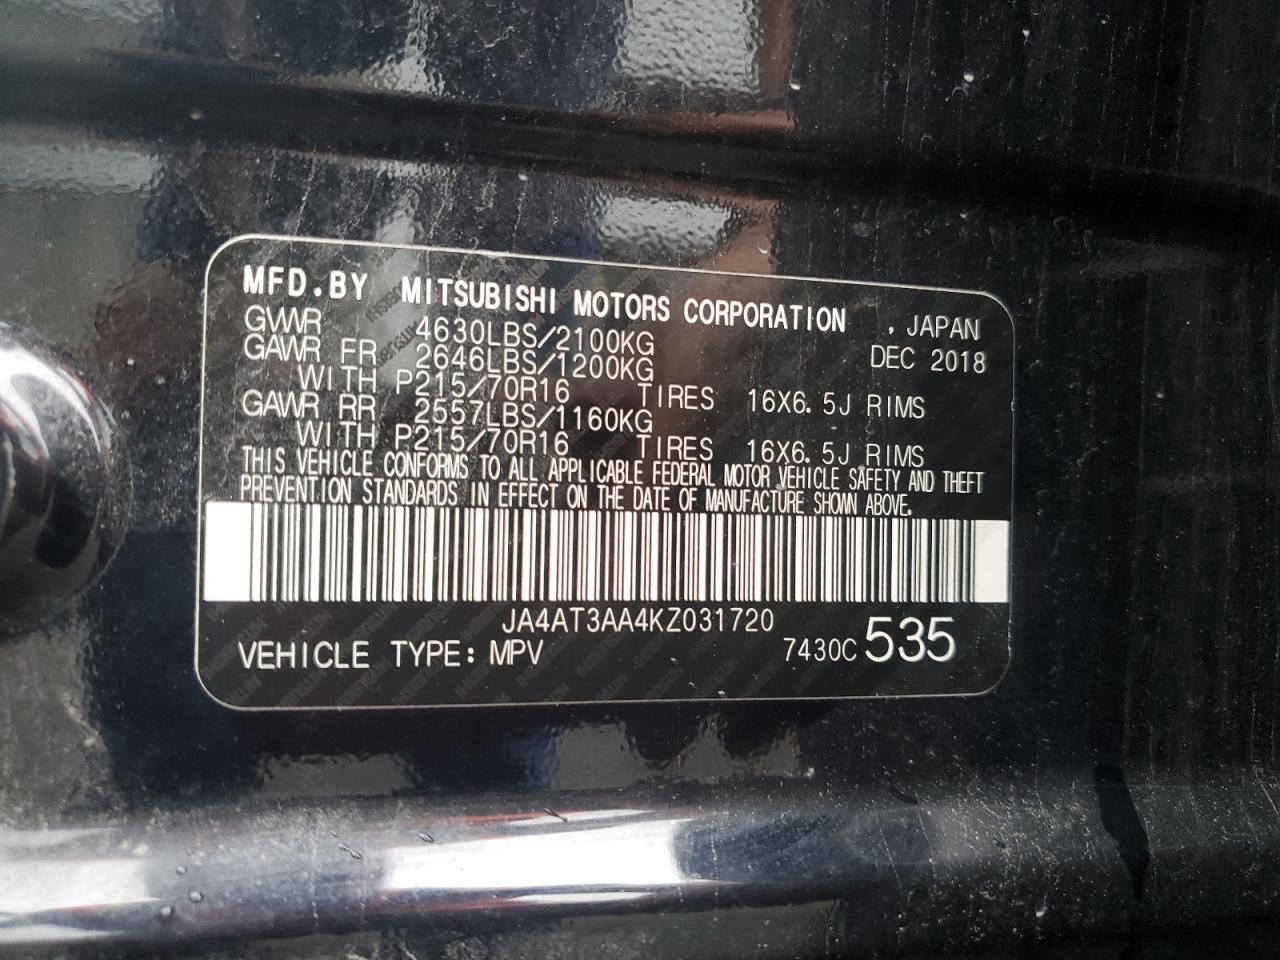 MFD.BY MITSUBISHI MOTORS CORPORATION , JAPAN
GVWR 4630LBS/2100KG DEC 2018
GAWR FR 2646LBS/1200KG
WITH P215/70R16 TIRES 16X6.5J RIMS
GAWR RR 2557LBS/1160KG
WITH P215/70R16 TIRES 16X6.5J RIMS
THIS VEHICLE CONFORMS TO ALL APPLICABLE FEDERAL MOTOR VEHICLE SAFETY AND THEFT
PREVENTION STANDARDS IN EFFECT ON THE DATE OF MANUFACTURE SHOWN ABOVE.
JA4AT3AA4KZ031720
VEHICLE TYPE: MPV 7430C 535